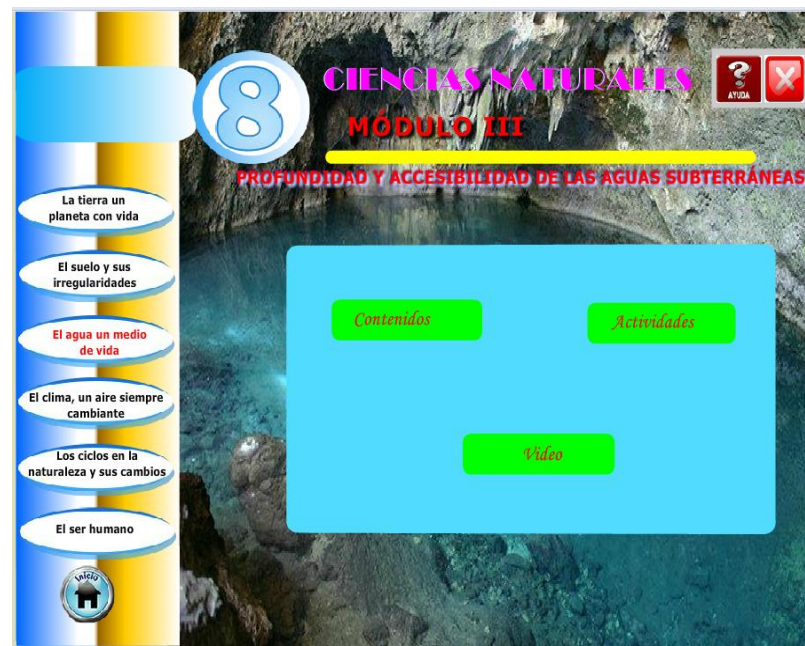 8
CIENCIAS NATURALES
AYUDA
MÓDULO III
PROFUNDIDAD Y ACCESIBILIDAD DE LAS AGUAS SUBTERRÁNEAS
La tierra un
planeta con vida
El suelo y sus
irregularidades
El agua un medio
de vida
El clima, un aire siempre
cambiante
Los ciclos en la
naturaleza y sus cambios
El ser humano
Inicio
Contenidos
Actividades
Video